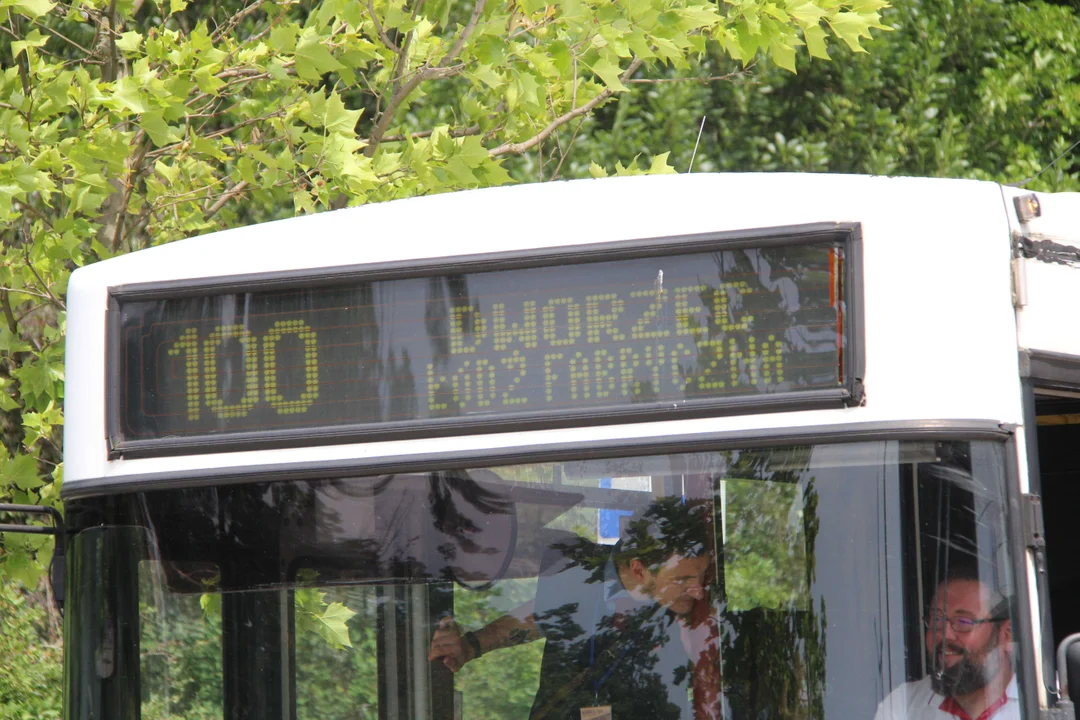 100
DWORZEC
ŁÓDŹ FABRYCZNA